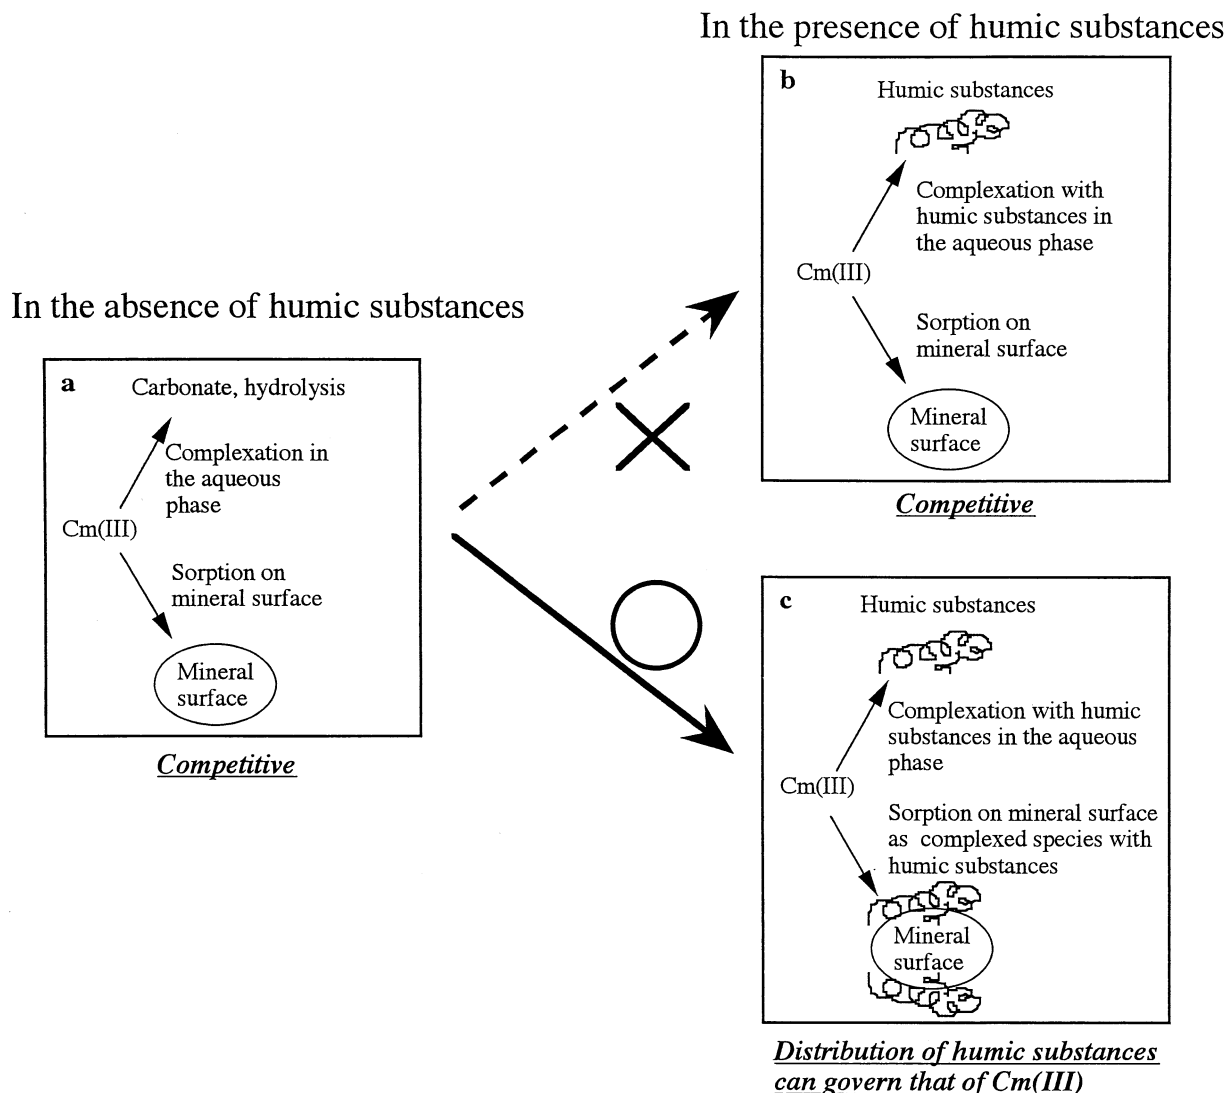 In the presence of humic substances
b
Humic substances
Complexation with
humic substances in
the aqueous phase
Cm(III)
Sorption on
mineral surface
Mineral
surface
Competitive
In the absence of humic substances
a
Carbonate, hydrolysis
Complexation in
the aqueous
phase
Cm(III)
Sorption on
mineral surface
Mineral
surface
Competitive
c
Humic substances
Complexation with humic
substances in the aqueous
phase
Cm(III)
Sorption on mineral surface
as complexed species with
humic substances
Mineral
surface
Distribution of humic substances
can govern that of Cm(III)